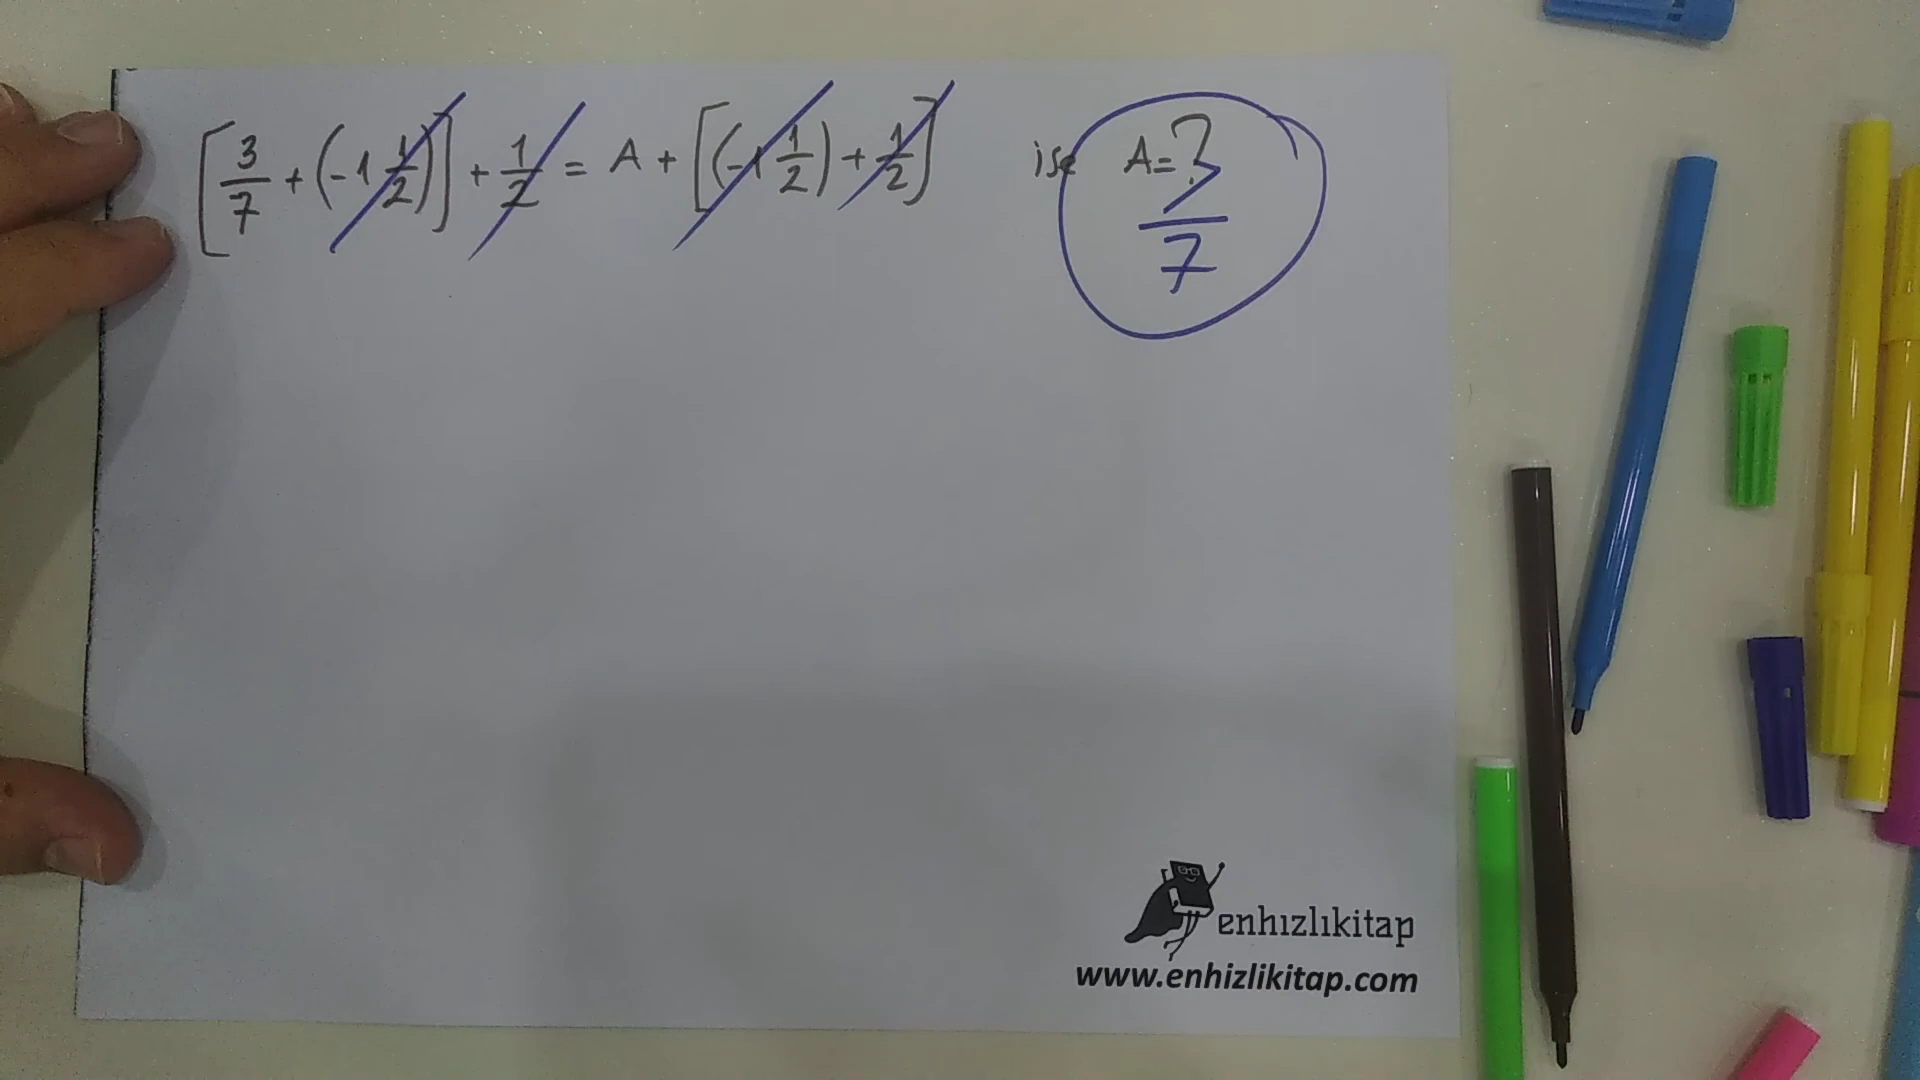 [3/7 + (-1 1/2)] + 1/2 = A + [(-1 1/2) + 1/2] ise A = ?
3/7
enhızlıkitap
www.enhizlikitap.com